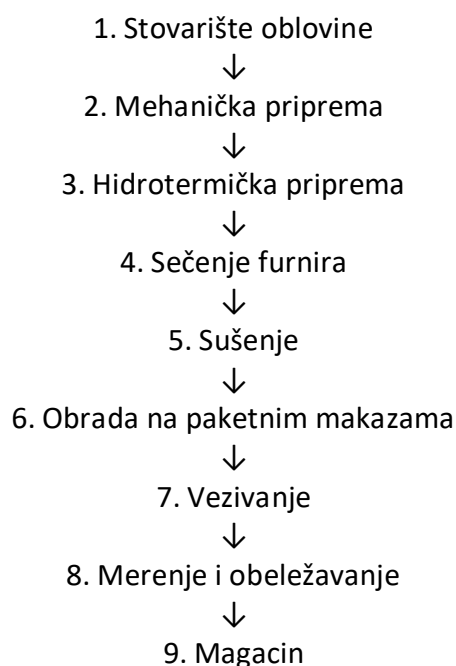 1. Stovarište oblovine
↓
2. Mehanička priprema
↓
3. Hidrotermička priprema
↓
4. Sečenje furnira
↓
5. Sušenje
↓
6. Obrada na paketnim makazama
↓
7. Vezivanje
↓
8. Merenje i obeležavanje
↓
9. Magacin